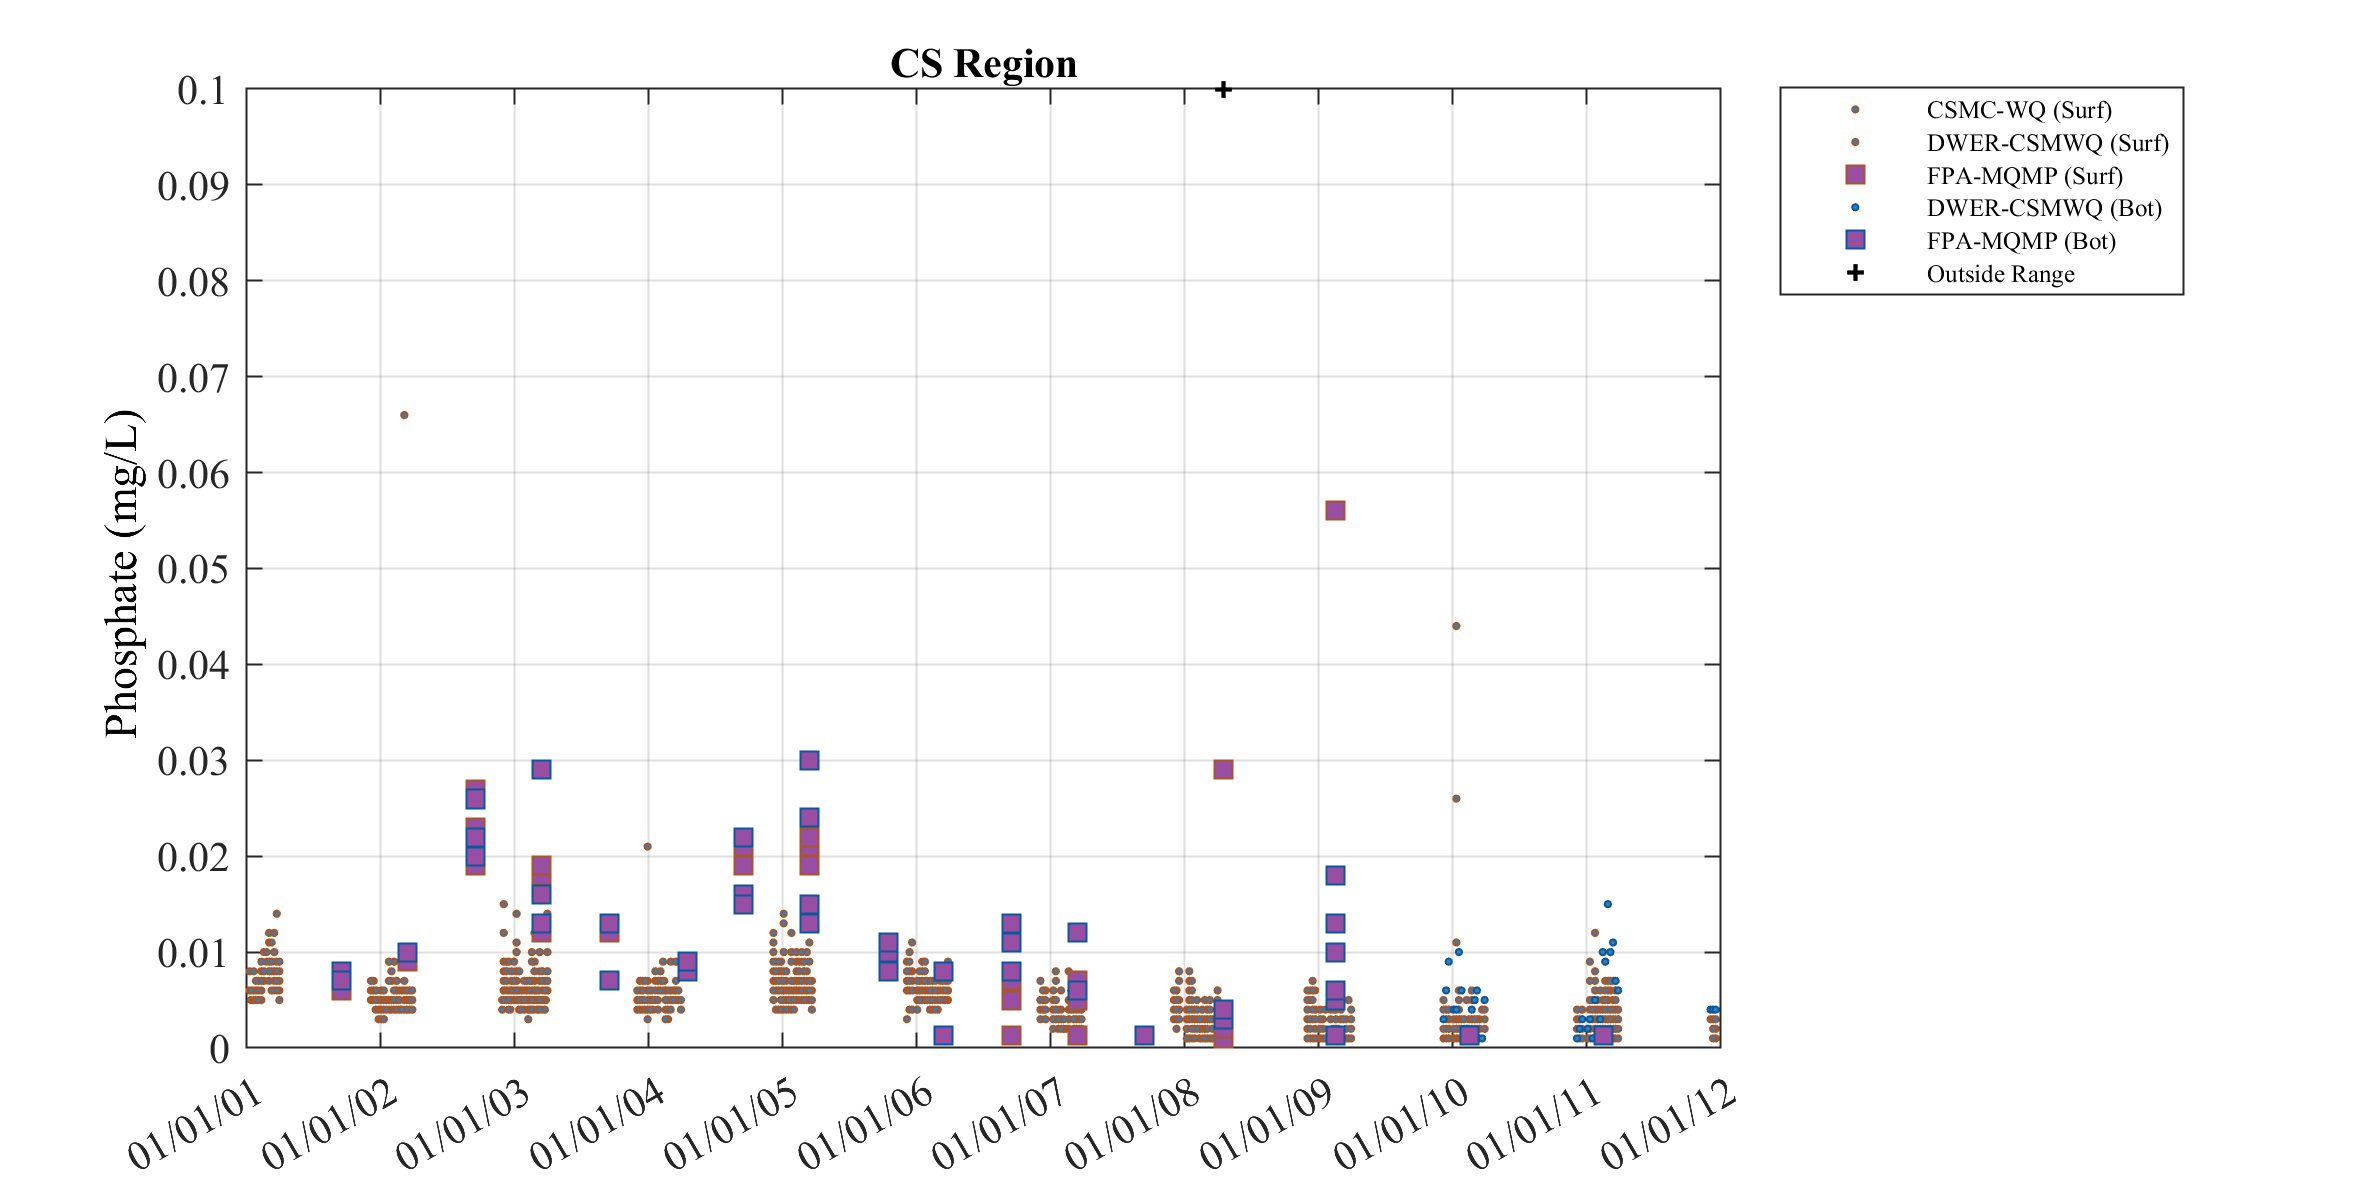 CS Region
Phosphate (mg/L)
0.1
0.09
0.08
0.07
0.06
0.05
0.04
0.03
0.02
0.01
0
01/01/01
01/01/02
01/01/03
01/01/04
01/01/05
01/01/06
01/01/07
01/01/08
01/01/09
01/01/10
01/01/11
01/01/12
CSMC-WQ (Surf)
DWER-CSMWQ (Surf)
FPA-MQMP (Surf)
DWER-CSMWQ (Bot)
FPA-MQMP (Bot)
Outside Range